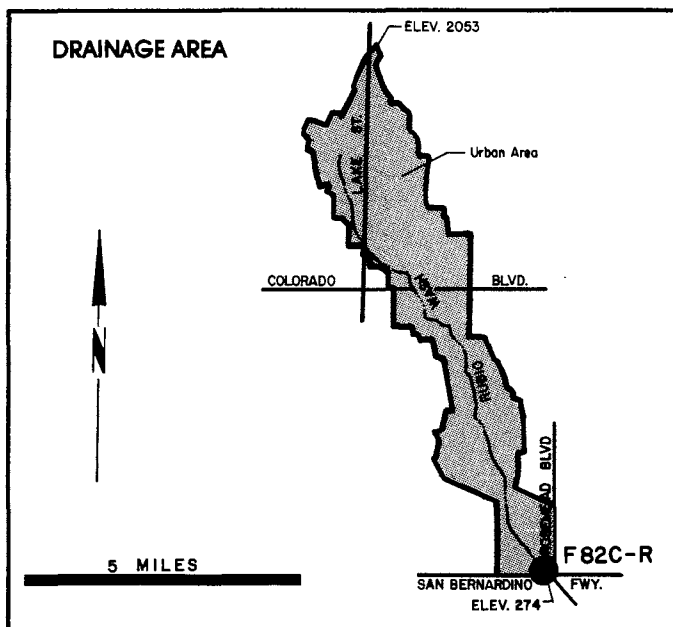 ELEV. 2053
DRAINAGE AREA
LAKE ST.
Urban Area
COLORADO BLVD.
WASH
RUBIO
N
BLVD
F82C-R
5 MILES
SAN BERNARDINO FWY.
ELEV. 274